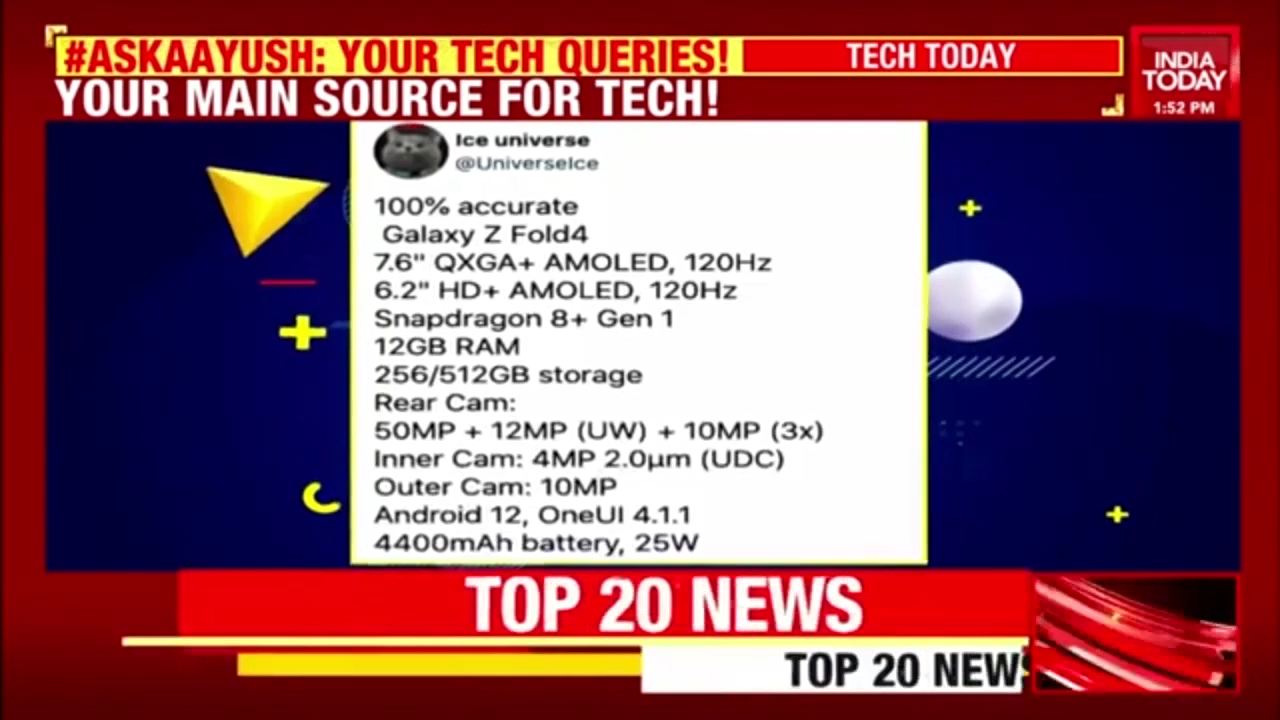 #ASKAAYUSH: YOUR TECH QUERIES!
TECH TODAY
INDIA
TODAY
1:52 PM
YOUR MAIN SOURCE FOR TECH!
Ice universe
@UniverseIce
100% accurate
Galaxy Z Fold4
7.6" QXGA+ AMOLED, 120Hz
6.2" HD+ AMOLED, 120Hz
Snapdragon 8+ Gen 1
12GB RAM
256/512GB storage
Rear Cam:
50MP + 12MP (UW) + 10MP (3x)
Inner Cam: 4MP 2.0μm (UDC)
Outer Cam: 10MP
Android 12, OneUI 4.1.1
4400mAh battery, 25W
TOP 20 NEWS
TOP 20 NEW